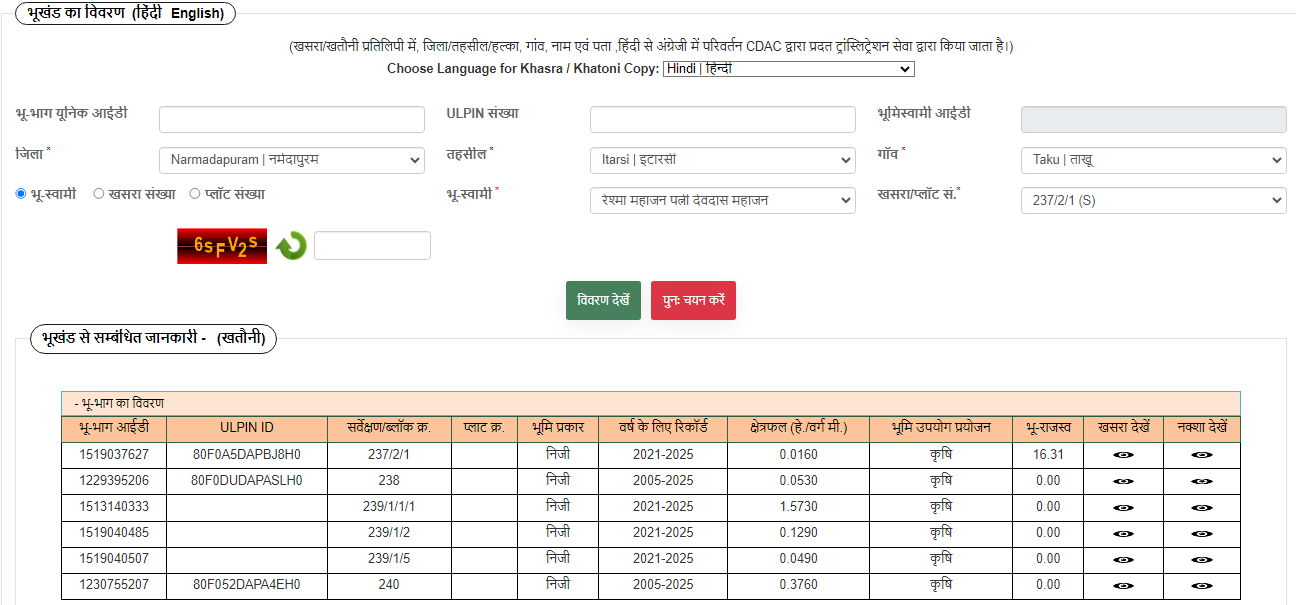 भूखंड का विवरण (हिंदी English)
(खसरा/खतौनी प्रतिलिपी में, जिला/तहसील/हल्का, गांव, नाम एवं पता ,हिंदी से अंग्रेजी में परिवर्तन CDAC द्वारा प्रदत ट्रांस्लिट्रेशन सेवा द्वारा किया जाता है।)
Choose Language for Khasra / Khatoni Copy: Hindi | हिन्दी
भू-भाग यूनिक आईडी ULPIN संख्या भूमिस्वामी आईडी
जिला * Narmadapuram | नर्मदापुरम तहसील * Itarsi | इटारसी गाँव * Taku | ताखू
भू-स्वामी खसरा संख्या प्लॉट संख्या भू-स्वामी * रेश्मा महाजन पत्नी देवदास महाजन खसरा/प्लॉट सं.* 237/2/1 (S)
6sFV2S
विवरण देखें पुनः चयन करें
भूखंड से सम्बंधित जानकारी - (खतौनी)
- भू-भाग का विवरण
भू-भाग आईडी ULPIN ID सर्वेक्षण/ब्लॉक क्र. प्लाट क्र. भूमि प्रकार वर्ष के लिए रिकॉर्ड क्षेत्रफल (हे./वर्ग मी.) भूमि उपयोग प्रयोजन भू-राजस्व खसरा देखें नक्शा देखें
1519037627 80F0A5DAPBJ8H0 237/2/1 निजी 2021-2025 0.0160 कृषि 16.31
1229395206 80F0DUDAPASLH0 238 निजी 2005-2025 0.0530 कृषि 0.00
1513140333 239/1/1/1 निजी 2021-2025 1.5730 कृषि 0.00
1519040485 239/1/2 निजी 2021-2025 0.1290 कृषि 0.00
1519040507 239/1/5 निजी 2021-2025 0.0490 कृषि 0.00
1230755207 80F052DAPA4EH0 240 निजी 2005-2025 0.3760 कृषि 0.00